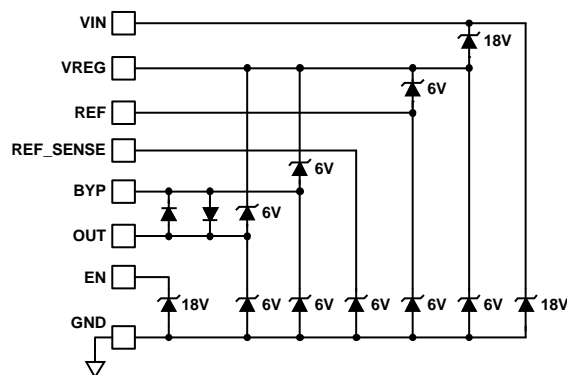 VIN
18V
VREG
6V
REF
REF_SENSE
6V
BYP
6V
OUT
EN
18V 6V 6V 6V 6V 6V 18V
GND